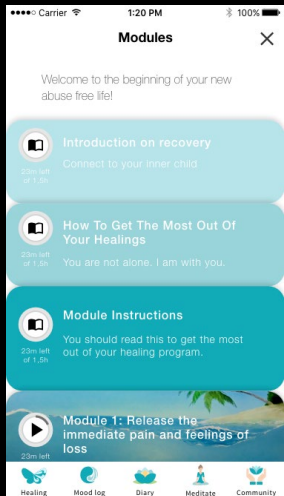 Carrier 1:20 PM 100%
Modules
Welcome to the beginning of your new
abuse free life!
Introduction on recovery
Connect to your inner child
23m left
of 1,5h
How To Get The Most Out Of
Your Healings
You are not alone. I am with you.
23m left
of 1,5h
Module Instructions
You should read this to get the most
out of your healing program.
23m left
of 1,5h
Module 1: Release the
immediate pain and feelings of
loss
23m left
Healing Mood log Diary Meditate Community